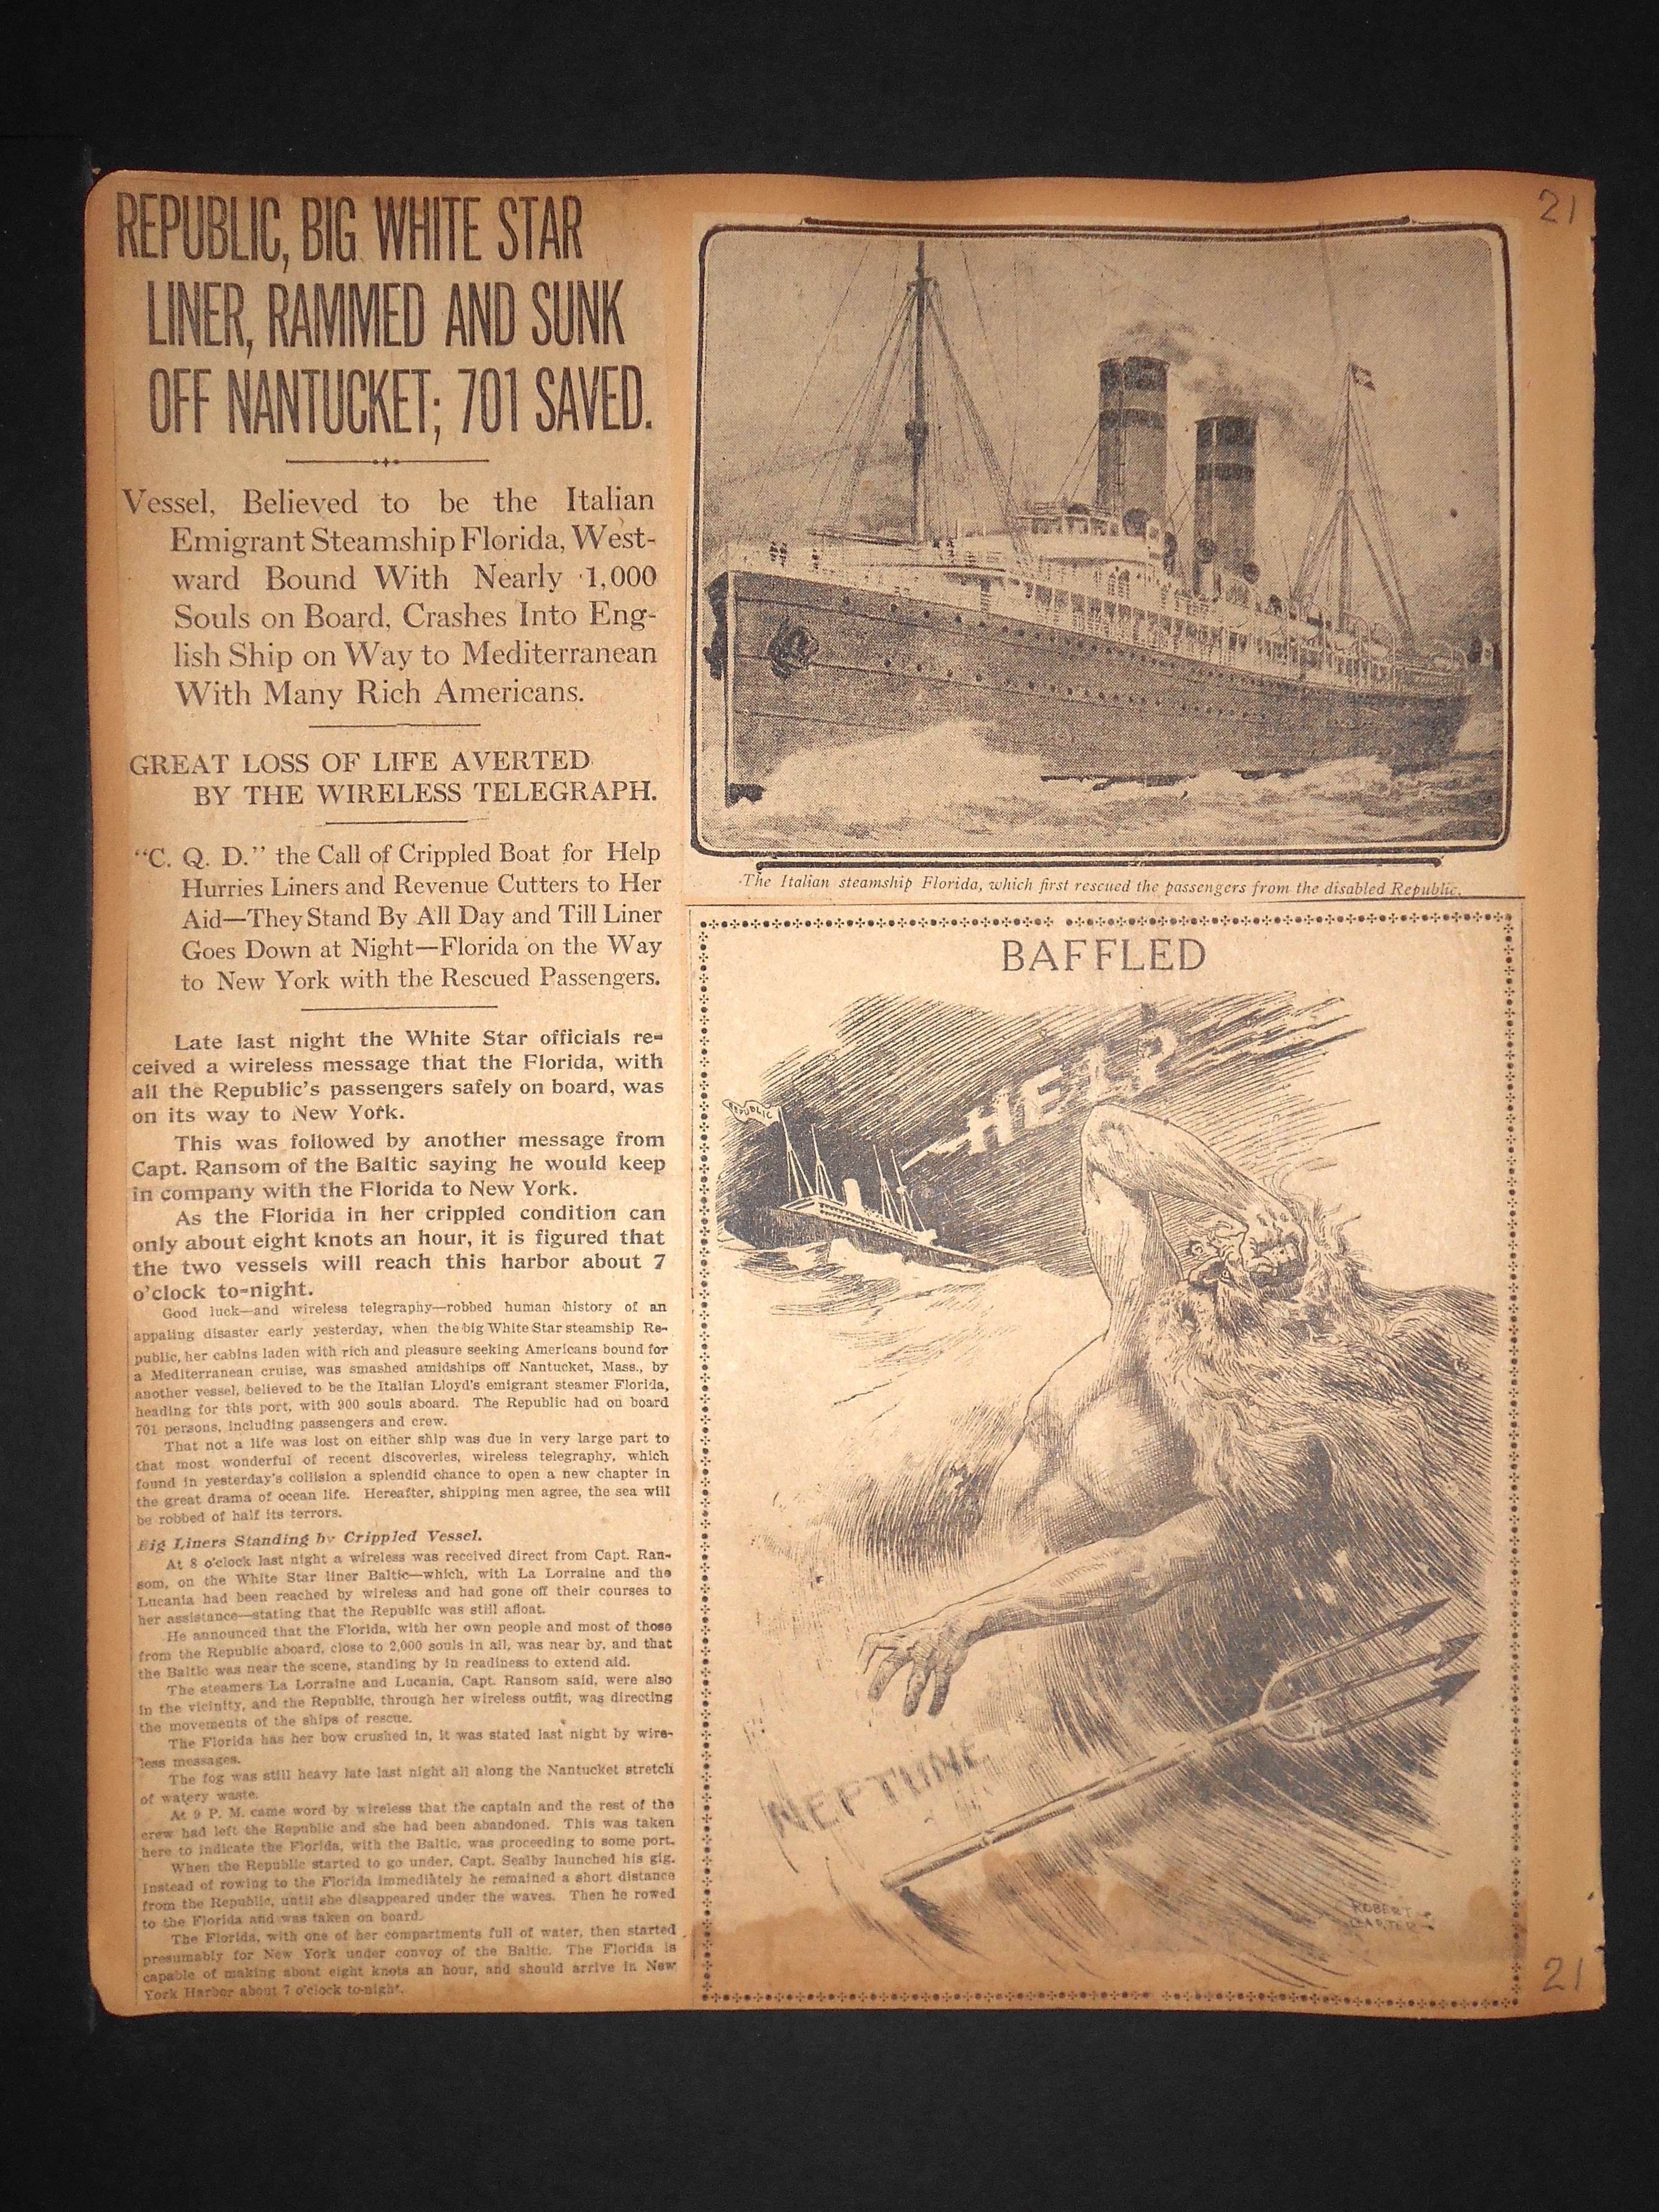 21
REPUBLIC, BIG WHITE STAR
LINER, RAMMED AND SUNK
OFF NANTUCKET; 701 SAVED.
Vessel, Believed to be the Italian
Emigrant Steamship Florida, West-
ward Bound With Nearly 1,000
Souls on Board, Crashes Into Eng-
lish Ship on Way to Mediterranean
With Many Rich Americans.
GREAT LOSS OF LIFE AVERTED
BY THE WIRELESS TELEGRAPH.
"C. Q. D." the Call of Crippled Boat for Help
Hurries Liners and Revenue Cutters to Her
Aid—They Stand By All Day and Till Liner
Goes Down at Night—Florida on the Way
to New York with the Rescued Passengers.
Late last night the White Star officials re-
ceived a wireless message that the Florida, with
all the Republic's passengers safely on board, was
on its way to New York.
This was followed by another message from
Capt. Ransom of the Baltic saying he would keep
in company with the Florida to New York.
As the Florida in her crippled condition can
only about eight knots an hour, it is figured that
the two vessels will reach this harbor about 7
o'clock to-night.
Good luck—and wireless telegraphy—robbed human history of an
appaling disaster early yesterday, when the big White Star steamship Re-
public, her cabins laden with rich and pleasure seeking Americans bound for
a Mediterranean cruise, was smashed amidships off Nantucket, Mass., by
another vessel, believed to be the Italian Lloyd's emigrant steamer Florida,
heading for this port, with 900 souls aboard. The Republic had on board
701 persons, including passengers and crew.
That not a life was lost on either ship was due in very large part to
that most wonderful of recent discoveries, wireless telegraphy, which
found in yesterday's collision a splendid chance to open a new chapter in
the great drama of ocean life. Hereafter, shipping men agree, the sea will
be robbed of half its terrors.
Big Liners Standing by Crippled Vessel.
At 8 o'clock last night a wireless was received direct from Capt. Ran-
som, on the White Star liner Baltic—which, with La Lorraine and the
Lucania had been reached by wireless and had gone off their courses to
her assistance—stating that the Republic was still afloat.
He announced that the Florida, with her own people and most of those
from the Republic aboard, close to 2,000 souls in all, was near by, and that
the Baltic was near the scene, standing by in readiness to extend aid.
The steamers La Lorraine and Lucania, Capt. Ransom said, were also
in the vicinity, and the Republic, through her wireless outfit, was directing
the movements of the ships of rescue.
The Florida has her bow crushed in, it was stated last night by wire-
less messages.
The fog was still heavy late last night all along the Nantucket stretch
of watery waste.
At 9 P. M. came word by wireless that the captain and the rest of the
crew had left the Republic and she had been abandoned. This was taken
here to indicate the Florida, with the Baltic, was proceeding to some port.
When the Republic started to go under, Capt. Sealby launched his gig.
Instead of rowing to the Florida immediately he remained a short distance
from the Republic, until she disappeared under the waves. Then he rowed
to the Florida and was taken on board.
The Florida, with one of her compartments full of water, then started
presumably for New York under convoy of the Baltic. The Florida is
capable of making about eight knots an hour, and should arrive in New
York Harbor about 7 o'clock to-night.
The Italian steamship Florida, which first rescued the passengers from the disabled Republic.
BAFFLED
HELP
REPUBLIC
NEPTUNE
ROBERT
CARTER
21